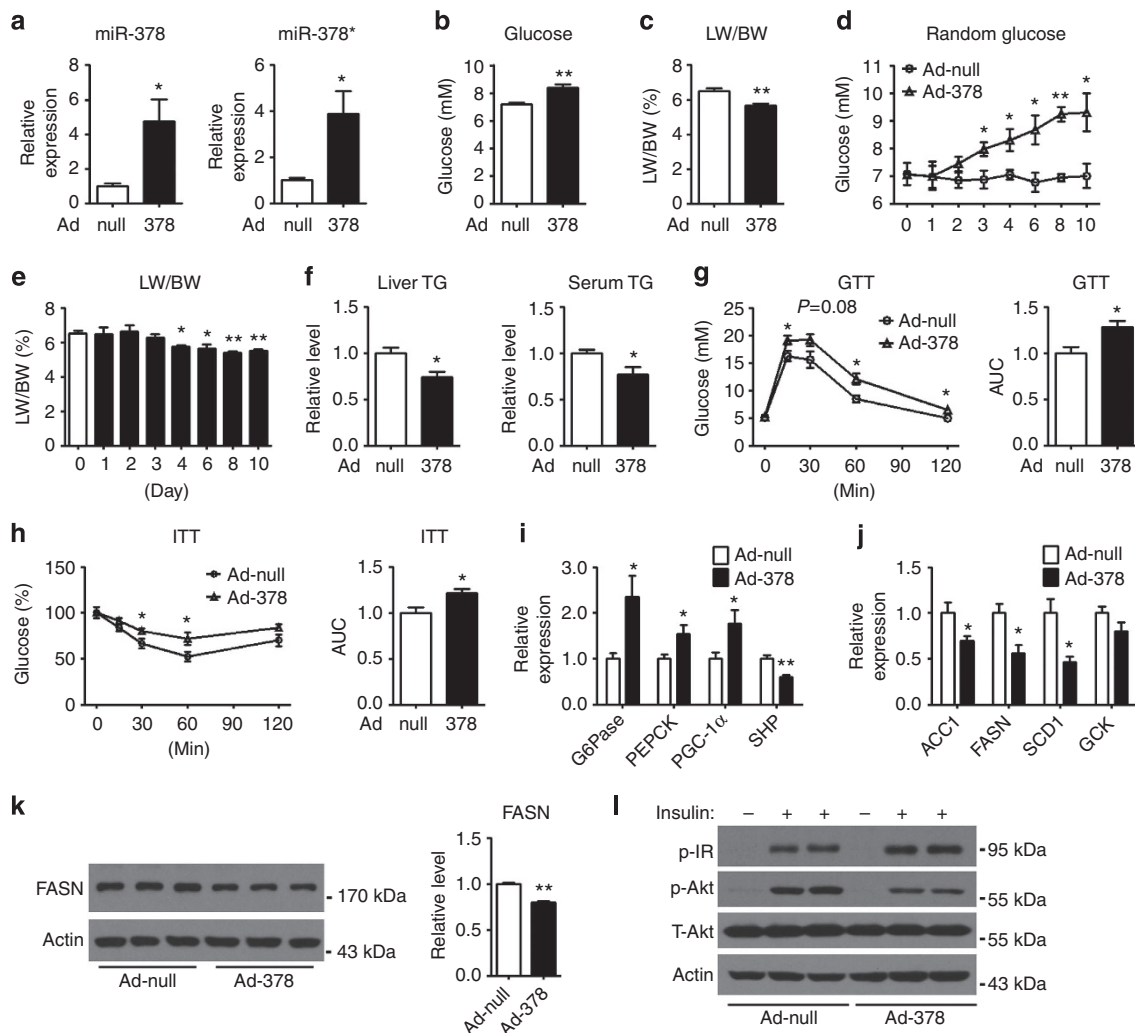 a
miR-378
Relative
expression
6
4
2
0
*
Ad null 378
miR-378*
Relative
expression
6
4
2
0
*
null 378
b
Glucose
Glucose (mM)
10
8
6
4
2
0
**
Ad null 378
c
LW/BW
LW/BW (%)
8
6
4
2
0
**
Ad null 378
d
Random glucose
Ad-null
Ad-378
Glucose (mM)
11
10
9
8
7
6
* * * ** *
0 1 2 3 4 6 8 10
e
LW/BW
LW/BW (%)
8
6
4
2
0
* * ** **
0 1 2 3 4 6 8 10
(Day)
f
Liver TG
Relative level
1.5
1.0
0.5
0.0
*
Ad null 378
Serum TG
Relative level
1.5
1.0
0.5
0.0
*
null 378
g
GTT
P=0.08
Ad-null
Ad-378
Glucose (mM)
25
20
15
10
5
0
* * *
0 30 60 90 120
(Min)
GTT
AUC
1.5
1.0
0.5
0.0
*
Ad null 378
h
ITT
Ad-null
Ad-378
Glucose (%)
150
100
50
0
* *
0 30 60 90 120
(Min)
ITT
AUC
1.5
1.0
0.5
0.0
*
Ad null 378
i
Ad-null
Ad-378
Relative
expression
3.0
2.0
1.0
0.0
* * * **
G6Pase PEPCK PGC-1α SHP
j
Ad-null
Ad-378
Relative
expression
1.5
1.0
0.5
0.0
* * *
ACC1 FASN SCD1 GCK
k
FASN
170 kDa
Actin
43 kDa
Ad-null Ad-378
FASN
Relative level
1.5
1.0
0.5
0.0
**
Ad-null Ad-378
l
Insulin: – + + – + +
p-IR
95 kDa
p-Akt
55 kDa
T-Akt
55 kDa
Actin
43 kDa
Ad-null Ad-378